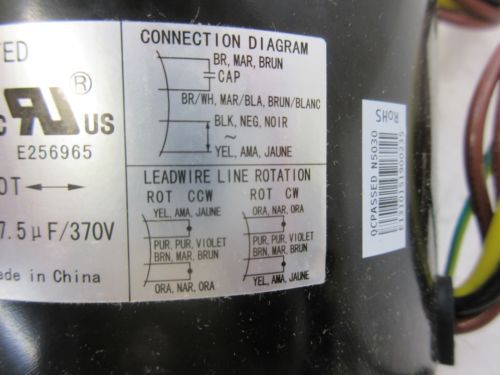 TED
CONNECTION DIAGRAM
BR, MAR, BRUN
CAP
BR/WH, MAR/BLA, BRUN/BLANC
BLK, NEG, NOIR
~
YEL, AMA, JAUNE
C RU® US
E256965
OT
7.5μF/370V
ade in China
LEADWIRE LINE ROTATION
ROT CCW
YEL, AMA, JAUNE
PUR, PUR, VIOLET
BRN, MAR, BRUN
ORA, NAR, ORA
ROT CW
ORA, NAR, ORA
PUR, PUR, VIOLET
BRN, MAR, BRUN
YEL, AMA, JAUNE
RoHS
QCPASSED N5030
E1310151900235